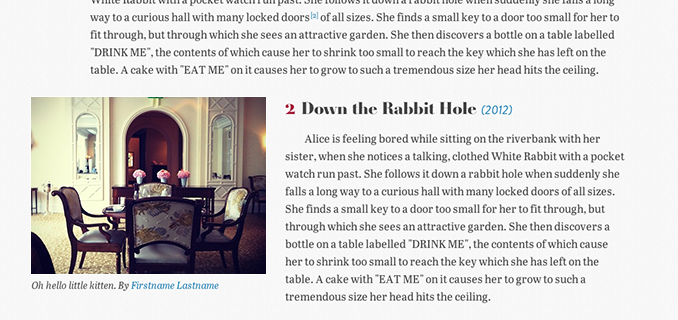 White Rabbit with a pocket watch run past. She follows it down a rabbit hole when suddenly she falls a long
way to a curious hall with many locked doors[2] of all sizes. She finds a small key to a door too small for her to
fit through, but through which she sees an attractive garden. She then discovers a bottle on a table labelled
"DRINK ME", the contents of which cause her to shrink too small to reach the key which she has left on the
table. A cake with "EAT ME" on it causes her to grow to such a tremendous size her head hits the ceiling.
2 Down the Rabbit Hole (2012)
Alice is feeling bored while sitting on the riverbank with her
sister, when she notices a talking, clothed White Rabbit with a pocket
watch run past. She follows it down a rabbit hole when suddenly she
falls a long way to a curious hall with many locked doors of all sizes.
She finds a small key to a door too small for her to fit through, but
through which she sees an attractive garden. She then discovers a
bottle on a table labelled "DRINK ME", the contents of which cause
her to shrink too small to reach the key which she has left on the
table. A cake with "EAT ME" on it causes her to grow to such a
tremendous size her head hits the ceiling.
Oh hello little kitten. By Firstname Lastname